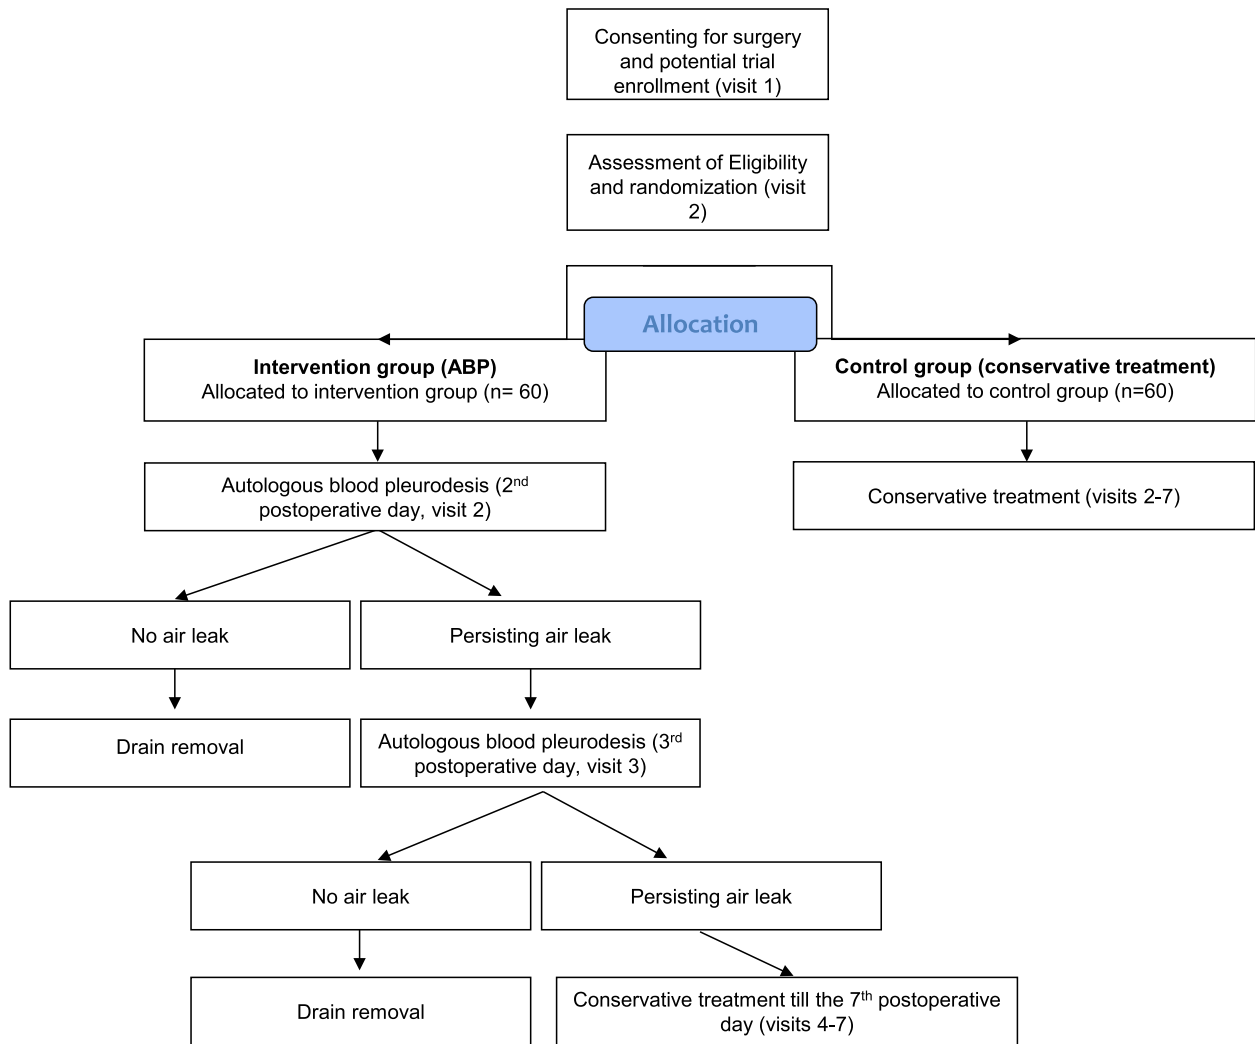 Consenting for surgery
and potential trial
enrollment (visit 1)
Assessment of Eligibility
and randomization (visit
2)
Allocation
Intervention group (ABP)
Allocated to intervention group (n= 60)
Control group (conservative treatment)
Allocated to control group (n=60)
Autologous blood pleurodesis (2nd
postoperative day, visit 2)
Conservative treatment (visits 2-7)
No air leak
Persisting air leak
Drain removal
Autologous blood pleurodesis (3rd
postoperative day, visit 3)
No air leak
Persisting air leak
Drain removal
Conservative treatment till the 7th postoperative
day (visits 4-7)